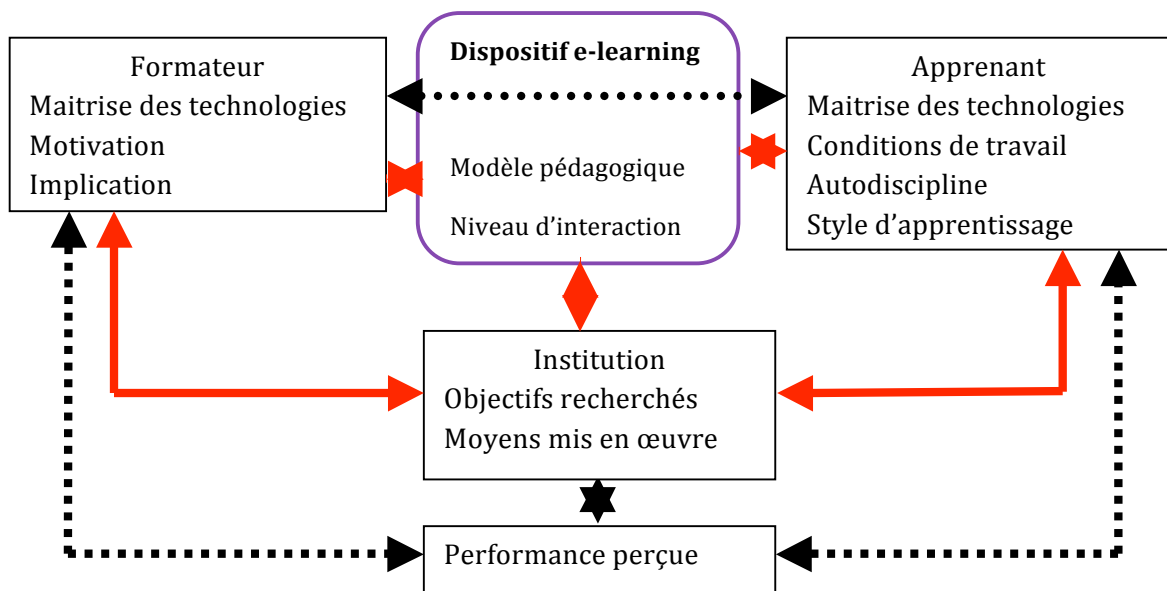 Formateur
Maitrise des technologies
Motivation
Implication
Dispositif e-learning
Modèle pédagogique
Niveau d’interaction
Apprenant
Maitrise des technologies
Conditions de travail
Autodiscipline
Style d’apprentissage
Institution
Objectifs recherchés
Moyens mis en œuvre
Performance perçue